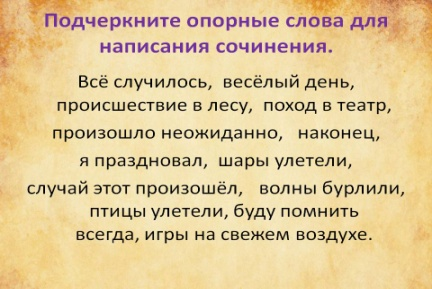 Подчеркните опорные слова для
написания сочинения.
Всё случилось, весёлый день,
происшествие в лесу, поход в театр,
произошло неожиданно, наконец,
я праздновал, шары улетели,
случай этот произошёл, волны бурлили,
птицы улетели, буду помнить
всегда, игры на свежем воздухе.